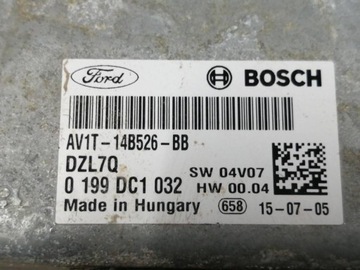 Ford BOSCH
AV1T-14B526-BB
DZL7Q SW 04V07
0 199 DC1 032 HW 00.04
Made in Hungary 658 15-07-05